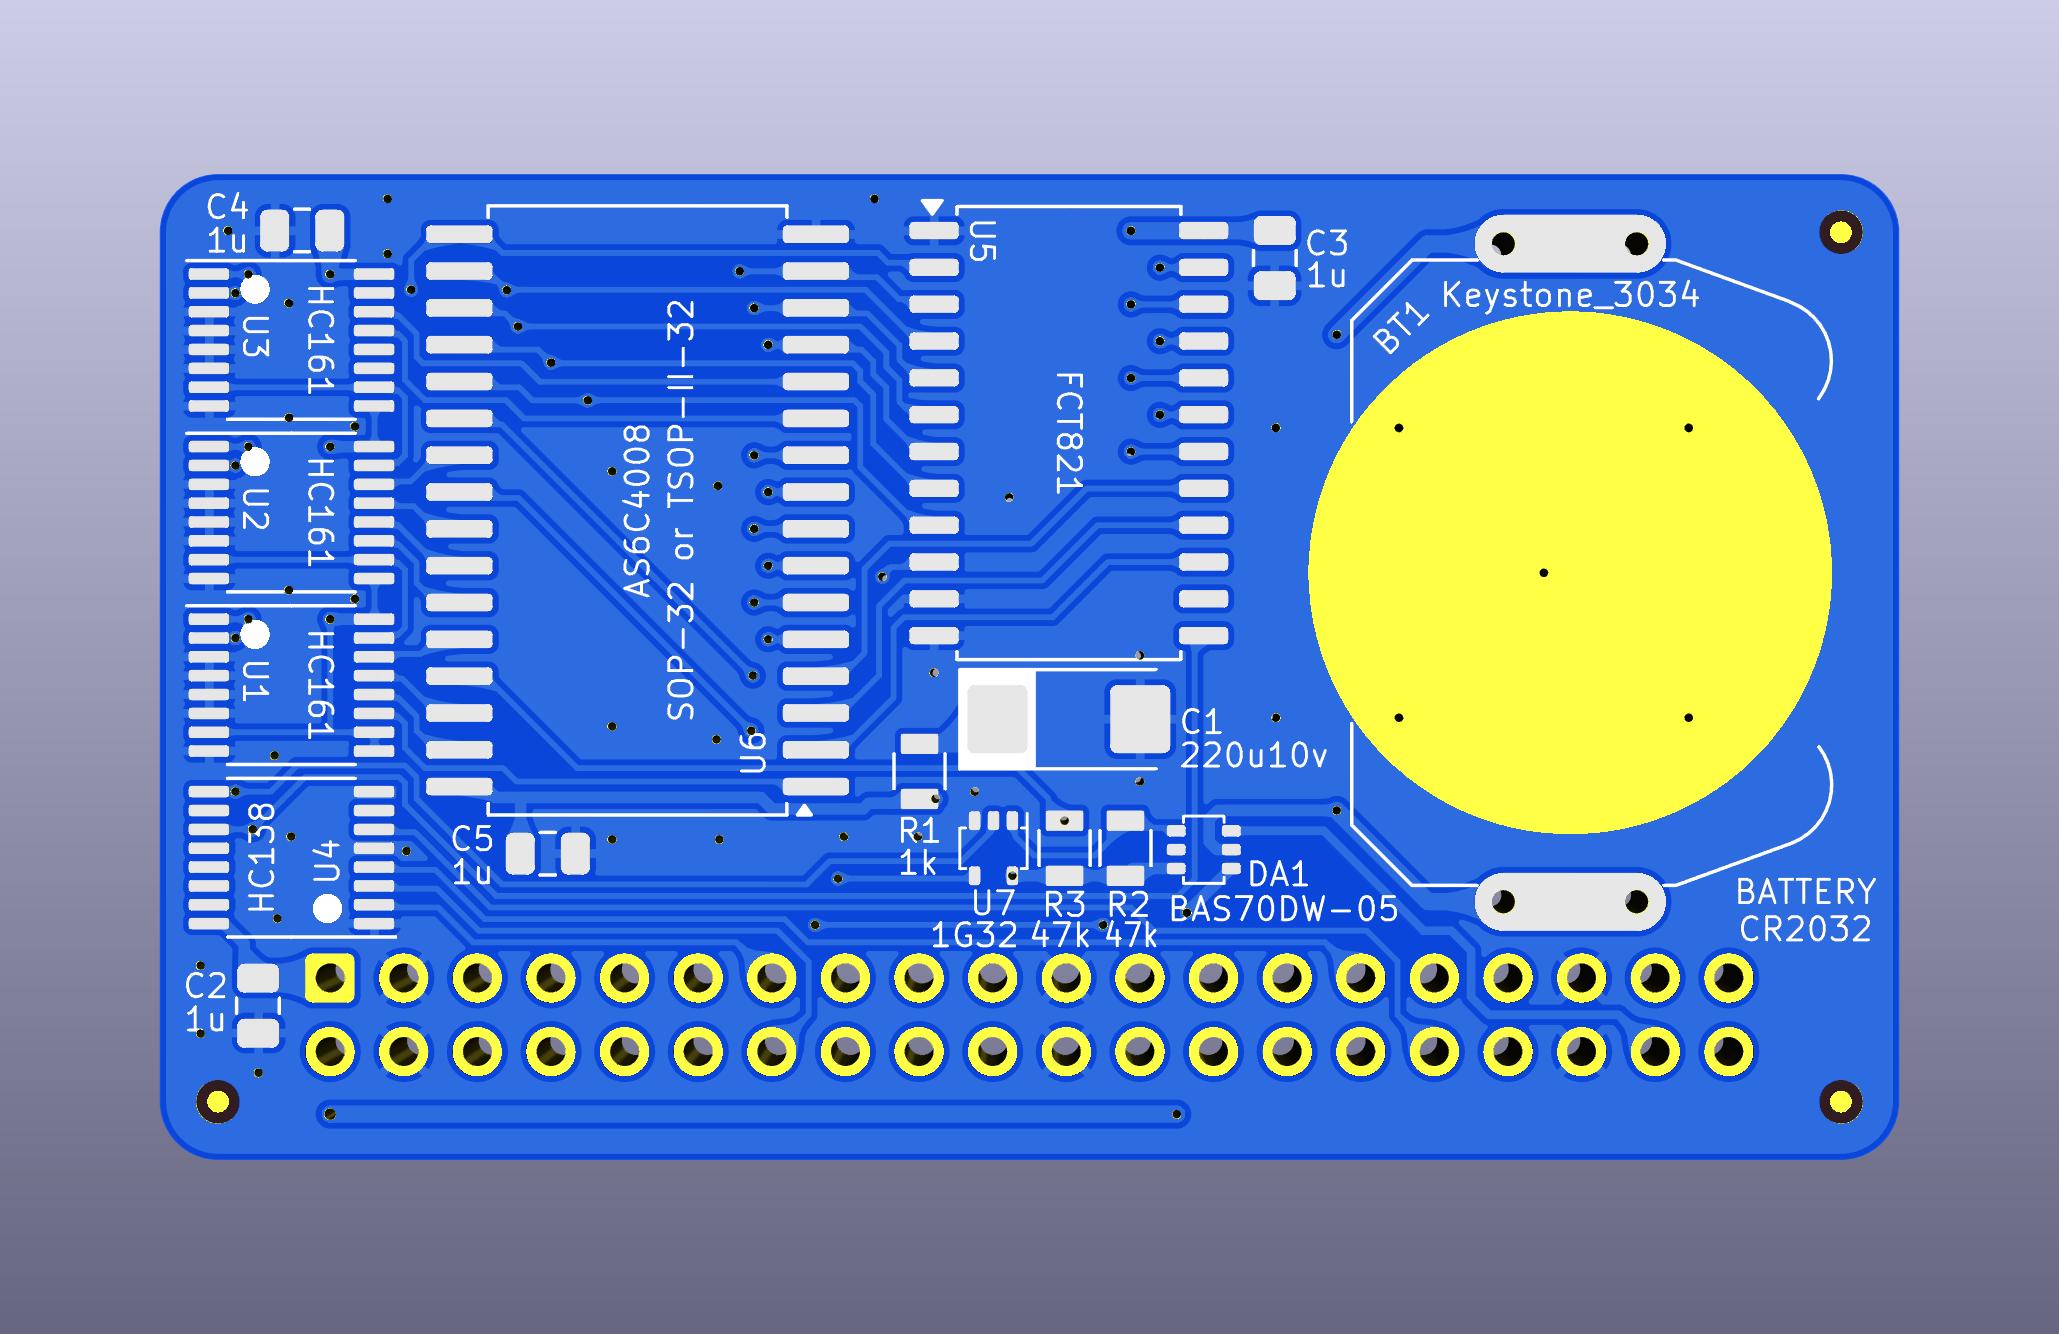 C4
1u
U5
C3
1u
Keystone_3034
BT1
U3
HC161
FCT821
AS6C4008
SOP-32 or TSOP-II-32
U2
HC161
U1
HC161
U6
C1
220u10v
HC138
U4
C5
1u
R1
1k
U7
1G32
R3
47k
R2
47k
DA1
BAS70DW-05
BATTERY
CR2032
C2
1u